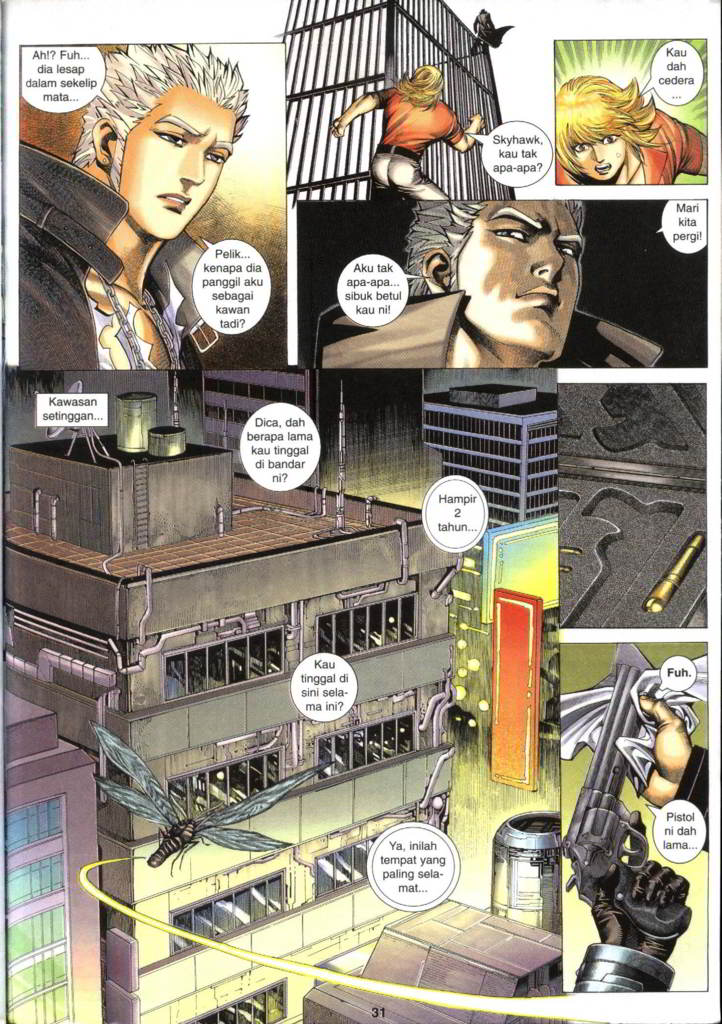 Ah!? Fuh...
dia lesap
dalam sekelip
mata...
Pelik...
kenapa dia
panggil aku
sebagai
kawan
tadi?
Skyhawk,
kau tak
apa-apa?
Kau
dah
cedera
...
Aku tak
apa-apa...
sibuk betul
kau ni!
Mari
kita
pergi!
Kawasan
setinggan...
Dica, dah
berapa lama
kau tinggal
di bandar
ni?
Hampir
2
tahun...
Kau
tinggal di
sini sela-
ma ini?
Ya, inilah
tempat yang
paling sela-
mat...
Fuh.
Pistol
ni dah
lama...
31